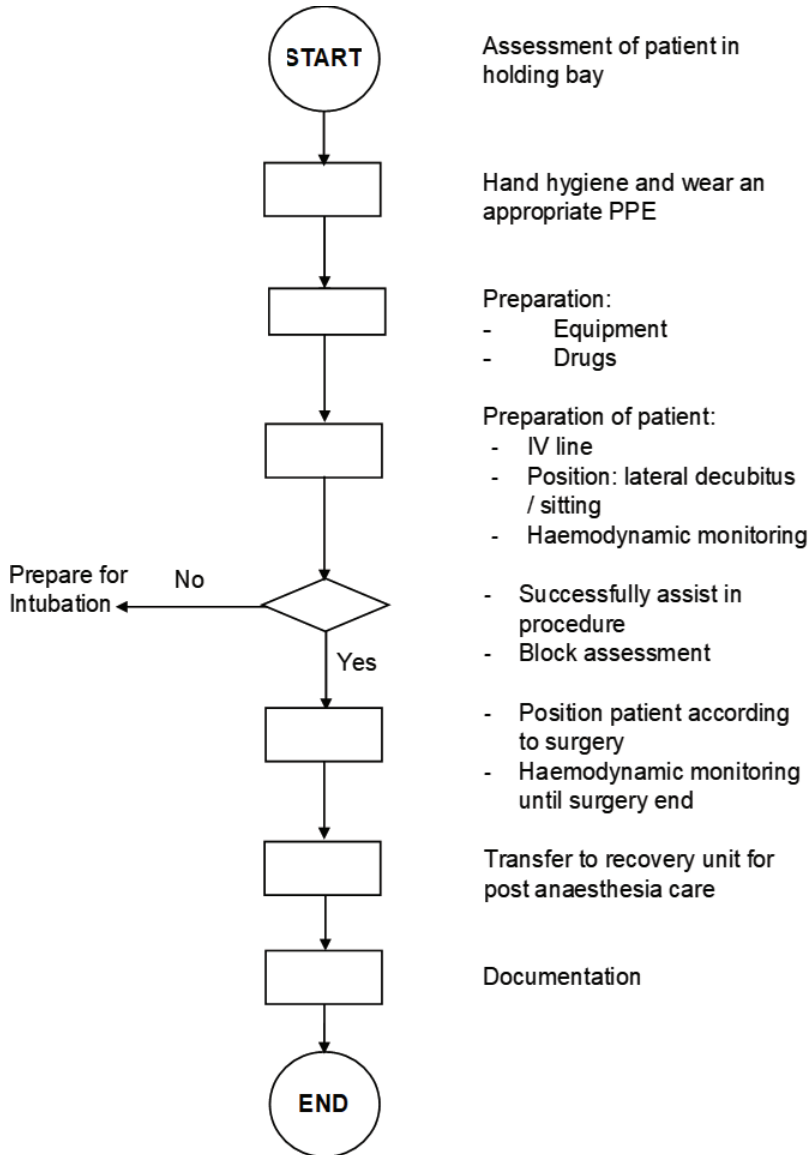 START
Assessment of patient in
holding bay
Hand hygiene and wear an
appropriate PPE
Preparation:
- Equipment
- Drugs
Preparation of patient:
- IV line
- Position: lateral decubitus
/ sitting
- Haemodynamic monitoring
Prepare for
Intubation
No
Yes
- Successfully assist in
procedure
- Block assessment
- Position patient according
to surgery
- Haemodynamic monitoring
until surgery end
Transfer to recovery unit for
post anaesthesia care
Documentation
END